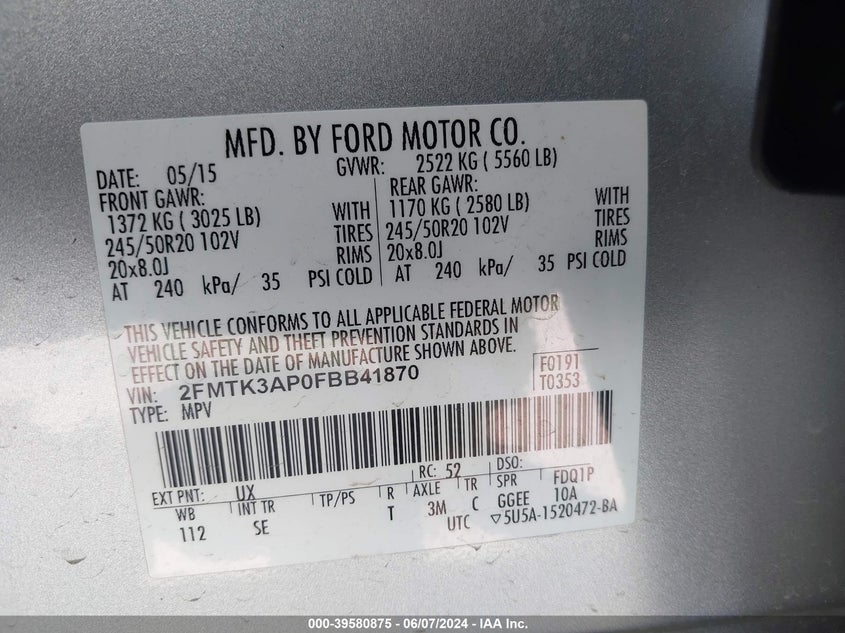 MFD. BY FORD MOTOR CO.
DATE: 05/15 GVWR: 2522 KG ( 5560 LB)
FRONT GAWR: REAR GAWR:
1372 KG ( 3025 LB) WITH 1170 KG ( 2580 LB) WITH
245/50R20 102V TIRES 245/50R20 102V TIRES
20x8.0J RIMS 20x8.0J RIMS
AT 240 kPa/ 35 PSI COLD AT 240 kPa/ 35 PSI COLD
THIS VEHICLE CONFORMS TO ALL APPLICABLE FEDERAL MOTOR
VEHICLE SAFETY AND THEFT PREVENTION STANDARDS IN
EFFECT ON THE DATE OF MANUFACTURE SHOWN ABOVE.
VIN: 2FMTK3AP0FBB41870 F0191
TYPE: MPV T0353
EXT PNT: UX RC: 52 DSO: FDQ1P
WB INT TR TP/PS R AXLE TR SPR 10A
112 SE T 3M C GGEE
UTC ▽5U5A-1520472-BA
000-39580875 - 06/07/2024 - IAA Inc.